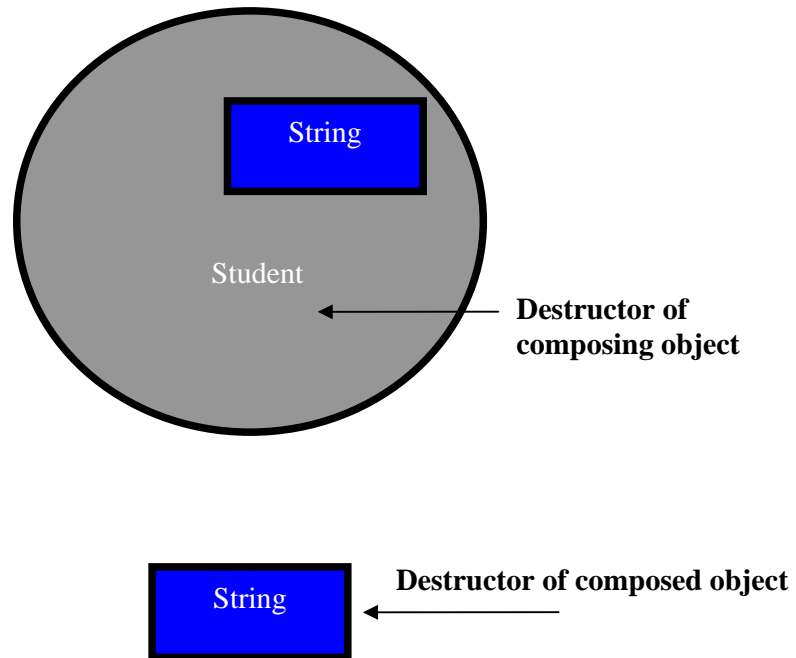 String
Student
Destructor of
composing object
String
Destructor of composed object